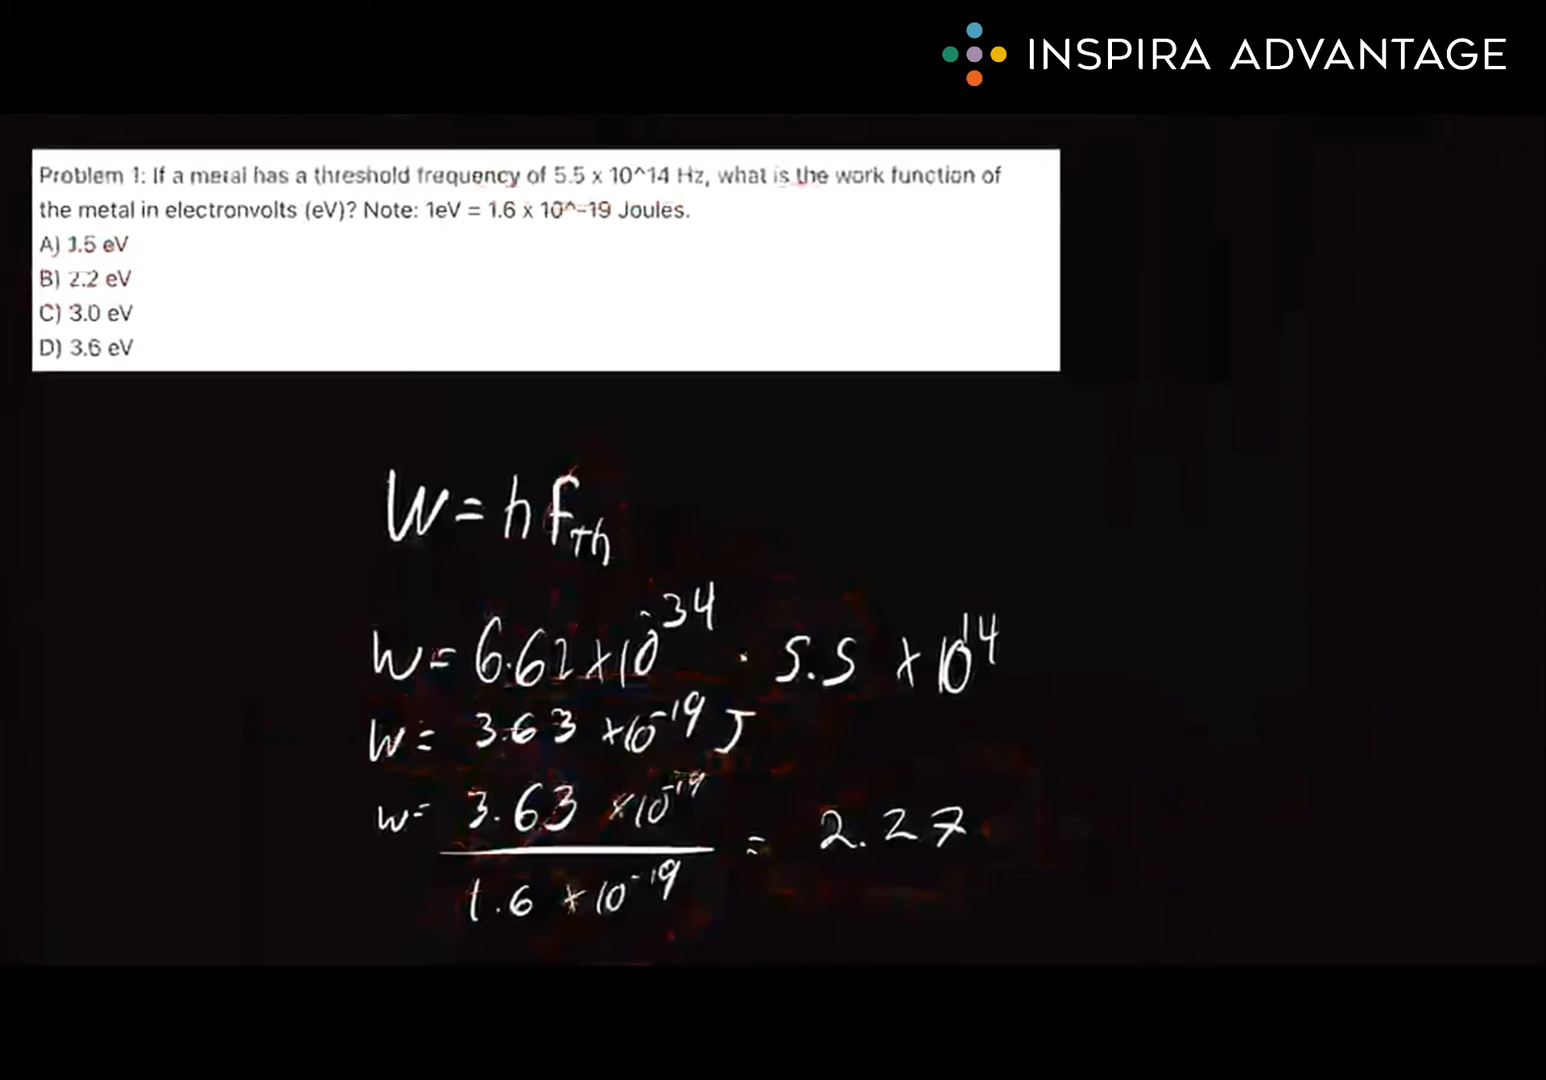 INSPIRA ADVANTAGE
Problem 1: If a metal has a threshold frequency of 5.5 x 10^14 Hz, what is the work function of
the metal in electronvolts (eV)? Note: 1eV = 1.6 x 10^-19 Joules.
A) 1.5 eV
B) 2.2 eV
C) 3.0 eV
D) 3.6 eV
W = h f_Th
W = 6.62 x 10^-34 · 5.5 x 10^14
W = 3.63 x 10^-19 J
W = 3.63 x 10^-19 / 1.6 x 10^-19 = 2.27